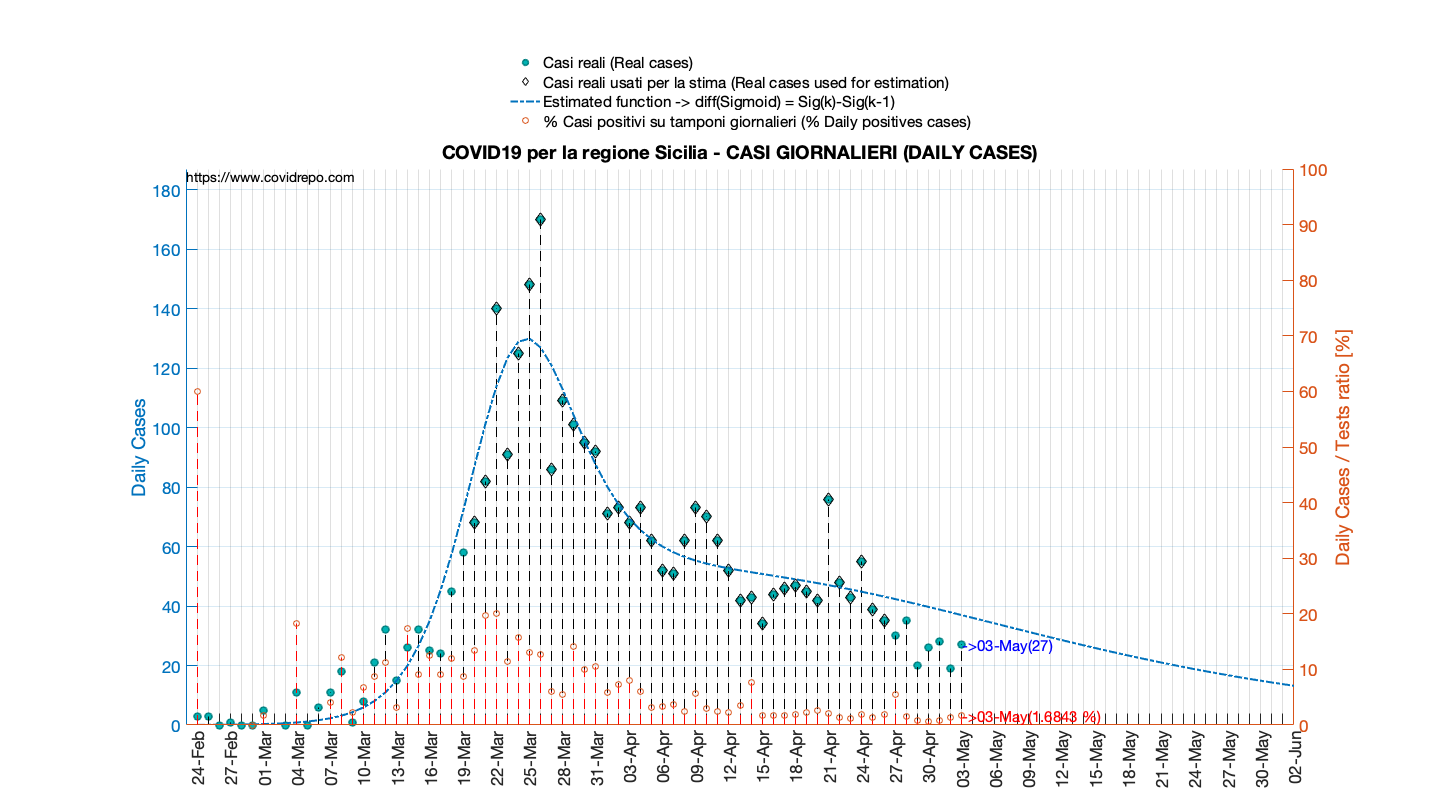 Casi reali (Real cases)
Casi reali usati per la stima (Real cases used for estimation)
Estimated function -> diff(Sigmoid) = Sig(k)-Sig(k-1)
% Casi positivi su tamponi giornalieri (% Daily positives cases)
COVID19 per la regione Sicilia - CASI GIORNALIERI (DAILY CASES)
https://www.covidrepo.com
Daily Cases
180
160
140
120
100
80
60
40
20
0
100
90
80
70
60
50
40
30
20
10
0
Daily Cases / Tests ratio [%]
->03-May(27)
->03-May(1.6843 %)
24-Feb
27-Feb
01-Mar
04-Mar
07-Mar
10-Mar
13-Mar
16-Mar
19-Mar
22-Mar
25-Mar
28-Mar
31-Mar
03-Apr
06-Apr
09-Apr
12-Apr
15-Apr
18-Apr
21-Apr
24-Apr
27-Apr
30-Apr
03-May
06-May
09-May
12-May
15-May
18-May
21-May
24-May
27-May
30-May
02-Jun